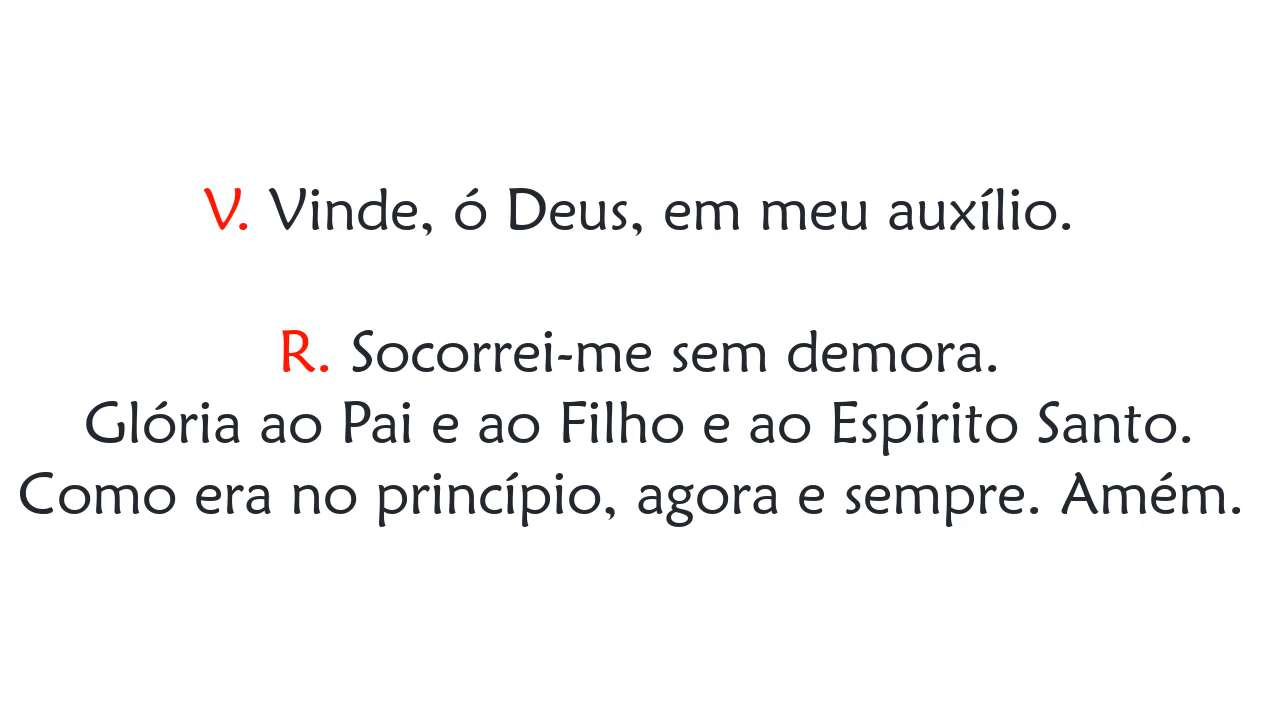 V. Vinde, ó Deus, em meu auxílio.
R. Socorrei-me sem demora.
Glória ao Pai e ao Filho e ao Espírito Santo.
Como era no princípio, agora e sempre. Amém.